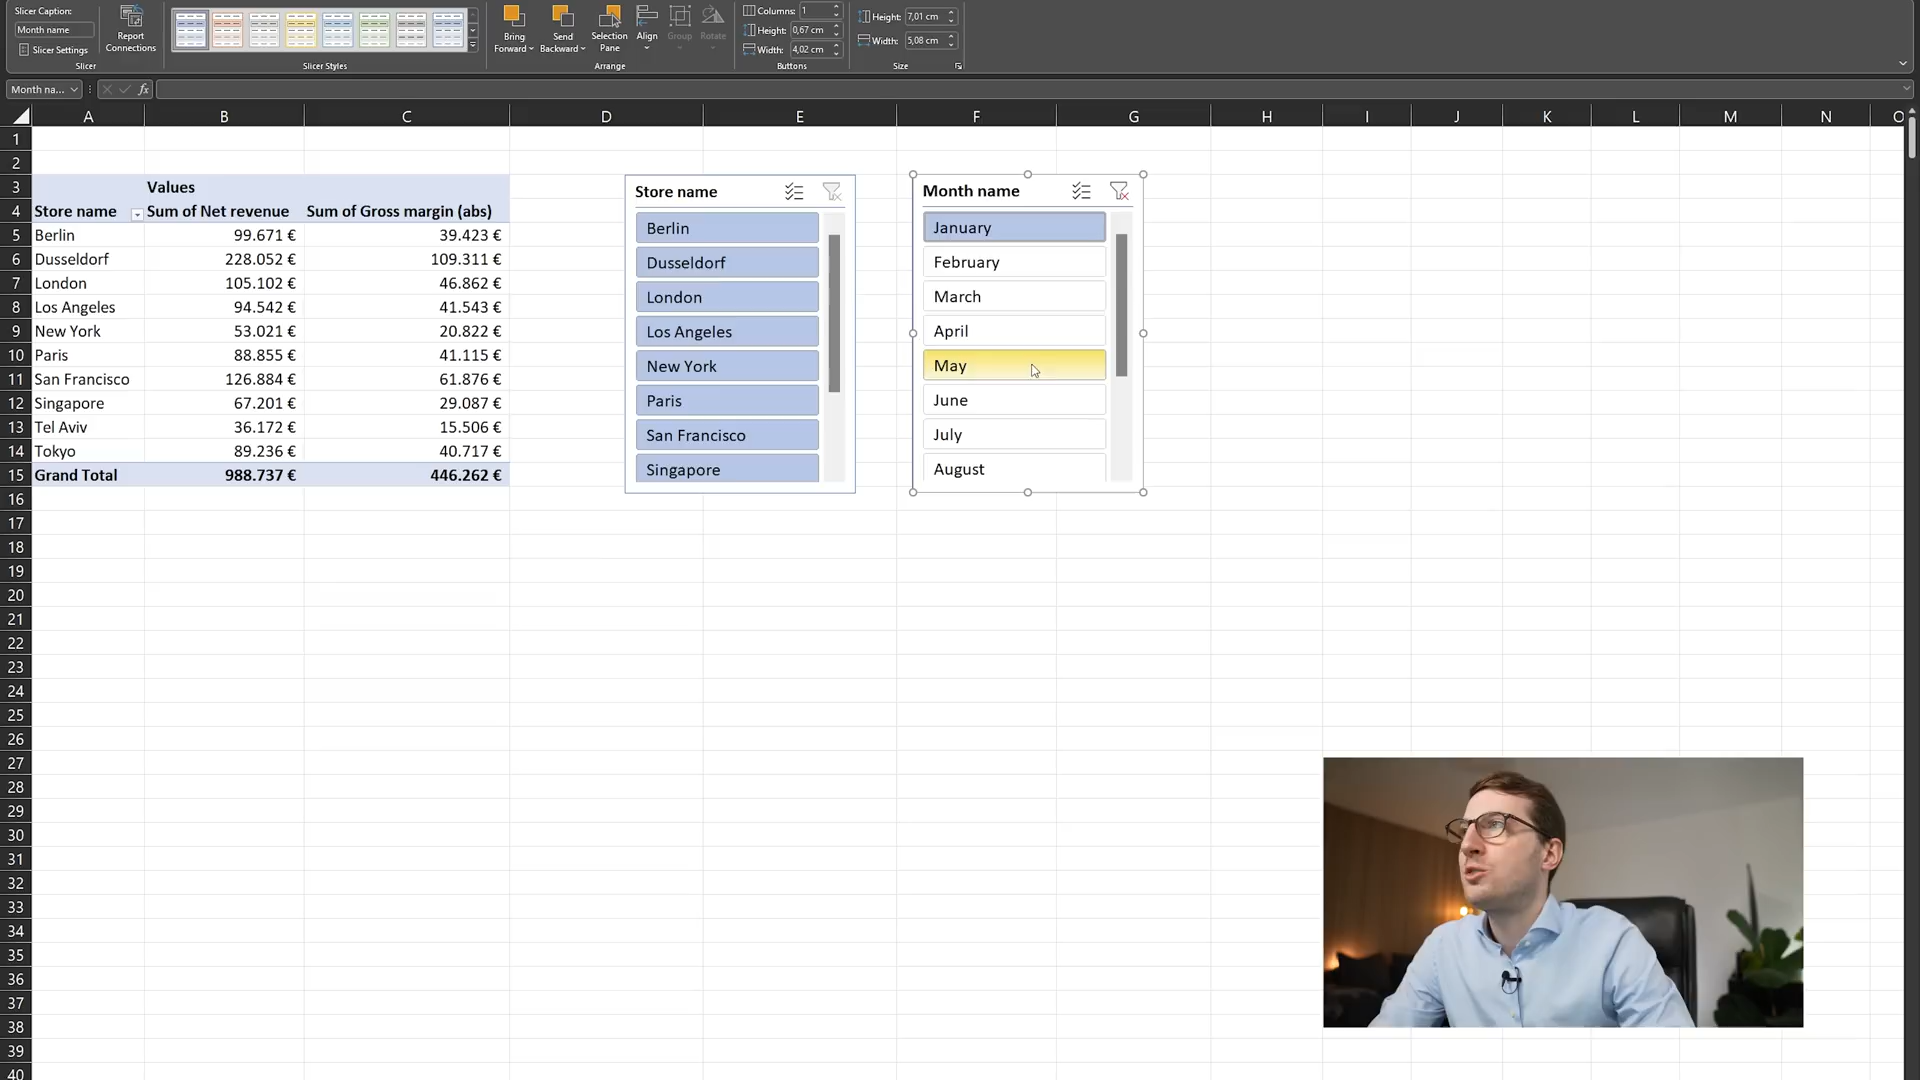 Slicer Caption:
Month name
Slicer Settings
Slicer
Report
Connections
Slicer Styles
Bring
Forward
Send
Backward
Selection
Pane
Align
Group
Rotate
Arrange
Columns: 1
Height: 0,67 cm
Width: 4,02 cm
Buttons
Height: 7,01 cm
Width: 5,08 cm
Size
Month na...
fx
A B C D E F G H I J K L M N O
1
2
3 Values
4 Store name Sum of Net revenue Sum of Gross margin (abs)
5 Berlin 99.671 € 39.423 €
6 Dusseldorf 228.052 € 109.311 €
7 London 105.102 € 46.862 €
8 Los Angeles 94.542 € 41.543 €
9 New York 53.021 € 20.822 €
10 Paris 88.855 € 41.115 €
11 San Francisco 126.884 € 61.876 €
12 Singapore 67.201 € 29.087 €
13 Tel Aviv 36.172 € 15.506 €
14 Tokyo 89.236 € 40.717 €
15 Grand Total 988.737 € 446.262 €
Store name
Berlin
Dusseldorf
London
Los Angeles
New York
Paris
San Francisco
Singapore
Month name
January
February
March
April
May
June
July
August
16
17
18
19
20
21
22
23
24
25
26
27
28
29
30
31
32
33
34
35
36
37
38
39
40